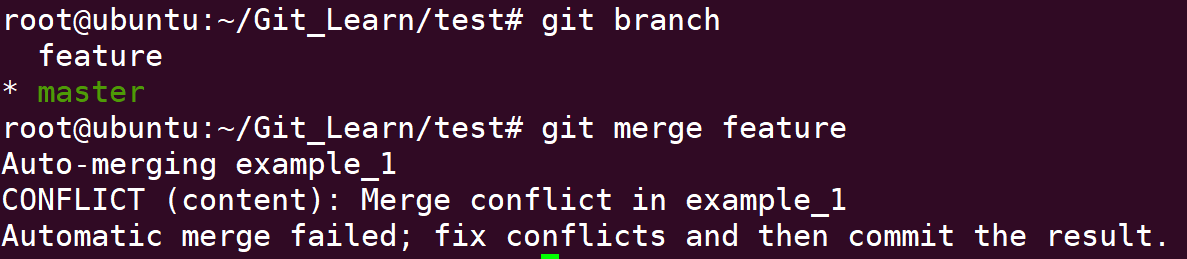 root@ubuntu:~/Git_Learn/test# git branch
  feature
* master
root@ubuntu:~/Git_Learn/test# git merge feature
Auto-merging example_1
CONFLICT (content): Merge conflict in example_1
Automatic merge failed; fix conflicts and then commit the result.